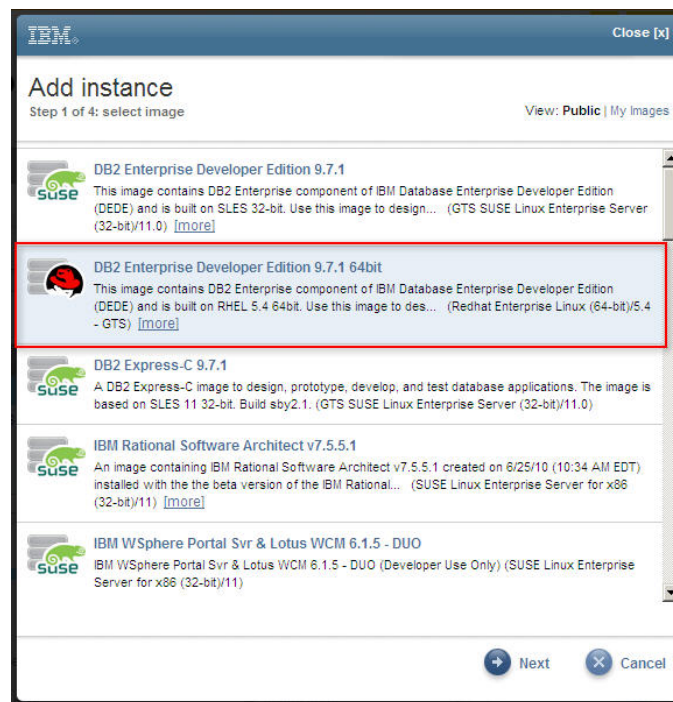 IBM
Close [x]
Add instance
Step 1 of 4: select image
View: Public | My Images
DB2 Enterprise Developer Edition 9.7.1
This image contains DB2 Enterprise component of IBM Database Enterprise Developer Edition
(DEDE) and is built on SLES 32-bit. Use this image to design... (GTS SUSE Linux Enterprise Server
(32-bit)/11.0) [more]
SUSE
DB2 Enterprise Developer Edition 9.7.1 64bit
This image contains DB2 Enterprise component of IBM Database Enterprise Developer Edition
(DEDE) and is built on RHEL 5.4 64bit. Use this image to des... (Redhat Enterprise Linux (64-bit)/5.4
- GTS) [more]
DB2 Express-C 9.7.1
A DB2 Express-C image to design, prototype, develop, and test database applications. The image is
based on SLES 11 32-bit. Build sby2.1. (GTS SUSE Linux Enterprise Server (32-bit)/11.0)
SUSE
IBM Rational Software Architect v7.5.5.1
An image containing IBM Rational Software Architect v7.5.5.1 created on 6/25/10 (10:34 AM EDT)
installed with the the beta version of the IBM Rational... (SUSE Linux Enterprise Server for x86
(32-bit)/11) [more]
SUSE
IBM WSphere Portal Svr & Lotus WCM 6.1.5 - DUO
IBM WSphere Portal Svr & Lotus WCM 6.1.5 - DUO (Developer Use Only) (SUSE Linux Enterprise
Server for x86 (32-bit)/11)
SUSE
Next
Cancel